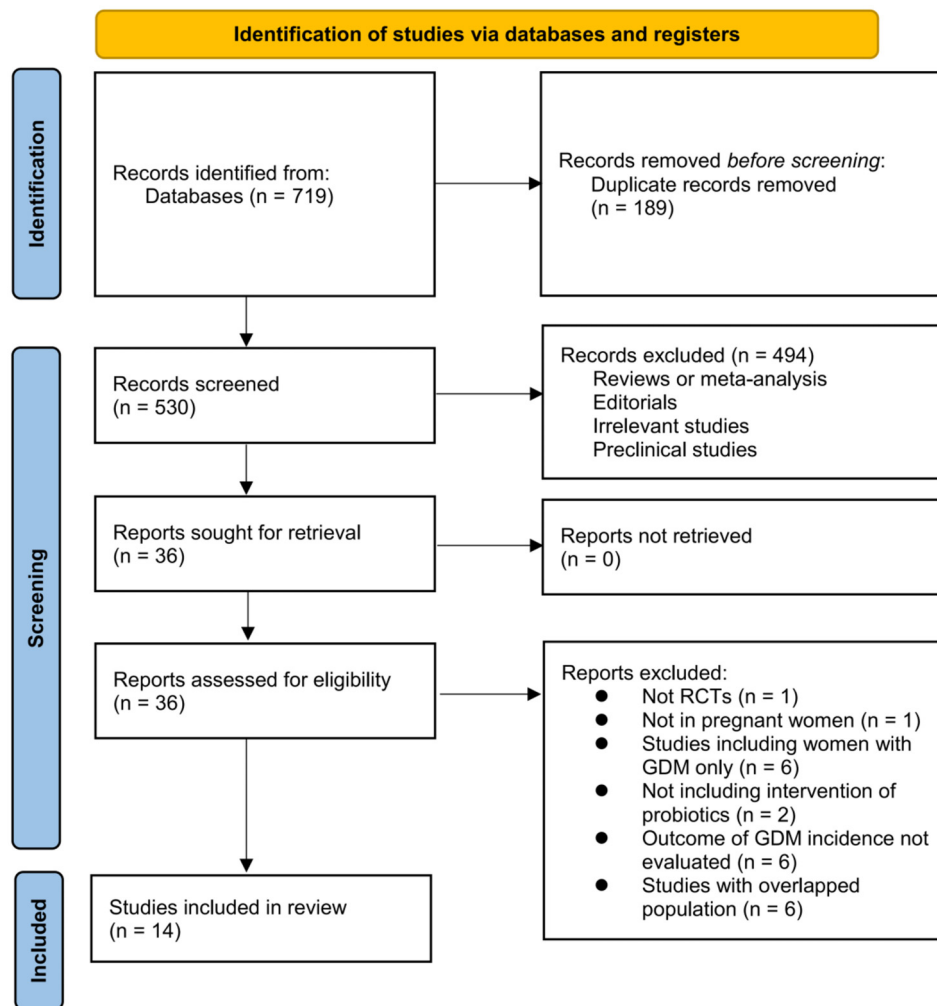 Identification of studies via databases and registers
Identification
Records identified from:
Databases (n = 719)
Records removed before screening:
Duplicate records removed
(n = 189)
Screening
Records screened
(n = 530)
Records excluded (n = 494)
Reviews or meta-analysis
Editorials
Irrelevant studies
Preclinical studies
Reports sought for retrieval
(n = 36)
Reports not retrieved
(n = 0)
Reports assessed for eligibility
(n = 36)
Reports excluded:
● Not RCTs (n = 1)
● Not in pregnant women (n = 1)
● Studies including women with
GDM only (n = 6)
● Not including intervention of
probiotics (n = 2)
● Outcome of GDM incidence not
evaluated (n = 6)
● Studies with overlapped
population (n = 6)
Included
Studies included in review
(n = 14)